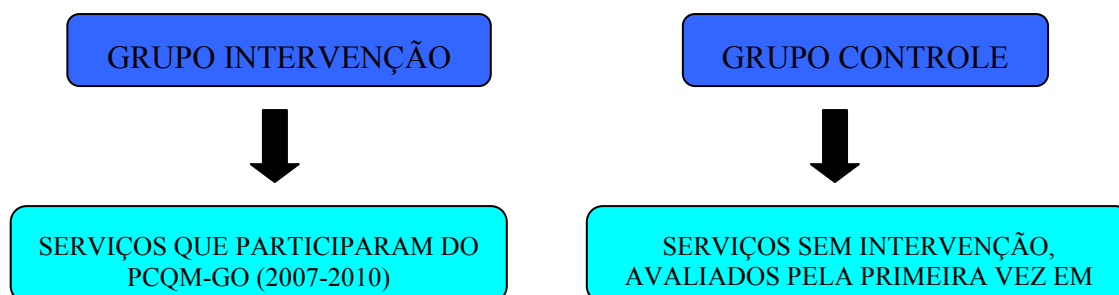 GRUPO INTERVENÇÃO
GRUPO CONTROLE
SERVIÇOS QUE PARTICIPARAM DO
PCQM-GO (2007-2010)
SERVIÇOS SEM INTERVENÇÃO,
AVALIADOS PELA PRIMEIRA VEZ EM